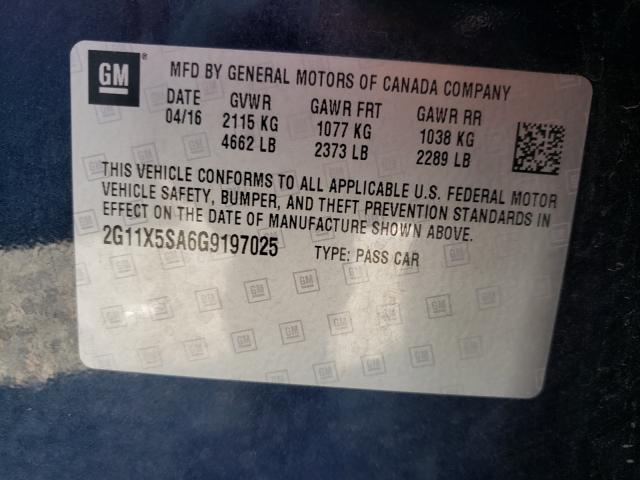 GM ®
MFD BY GENERAL MOTORS OF CANADA COMPANY
DATE GVWR GAWR FRT GAWR RR
04/16 2115 KG 1077 KG 1038 KG
4662 LB 2373 LB 2289 LB
THIS VEHICLE CONFORMS TO ALL APPLICABLE U.S. FEDERAL MOTOR
VEHICLE SAFETY, BUMPER, AND THEFT PREVENTION STANDARDS IN
EFFECT ON THE DATE OF MANUFACTURE SHOWN ABOVE.
2G11X5SA6G9197025 TYPE: PASS CAR